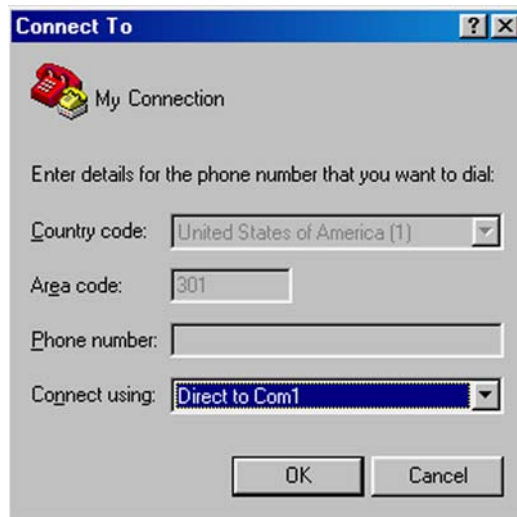 Connect To
My Connection
Enter details for the phone number that you want to dial:
Country code: United States of America (1)
Area code: 301
Phone number:
Connect using: Direct to Com1
OK Cancel